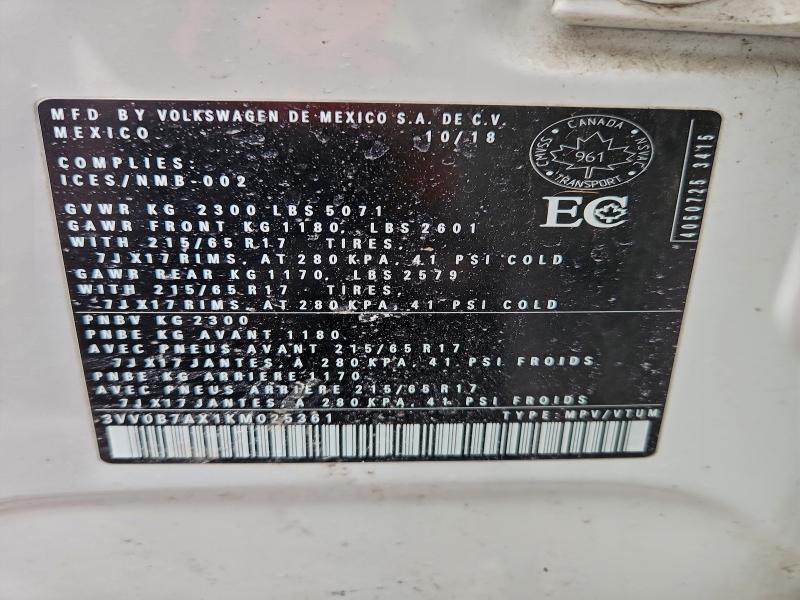 MFD BY VOLKSWAGEN DE MEXICO S.A. DE C.V.
MEXICO 10/18
COMPLIES:
ICES/NMB-002
CANADA
CMVSS 961 NSVAC
TRANSPORT
EC
4050726 3415
GVWR KG 2300 LBS 5071
GAWR FRONT KG 1180, LBS 2601
WITH 215/65 R17 TIRES,
7J X17 RIMS, AT 280 KPA, 41 PSI COLD
GAWR REAR KG 1170, LBS 2579
WITH 215/65 R17 TIRES,
7J X17 RIMS, AT 280 KPA, 41 PSI COLD
PNBV KG 2300
PNBE KG AVANT 1180
AVEC PNEUS AVANT 215/65 R17
7J X17 JANTES, A 280 KPA, 41 PSI FROIDS
PNBE KG ARRIERE 1170,
AVEC PNEUS ARRIERE 215/65 R17
7J X17 JANTES, A 280 KPA, 41 PSI FROIDS
3VV0B7AX1KM025361 TYPE: MPV/VTUM